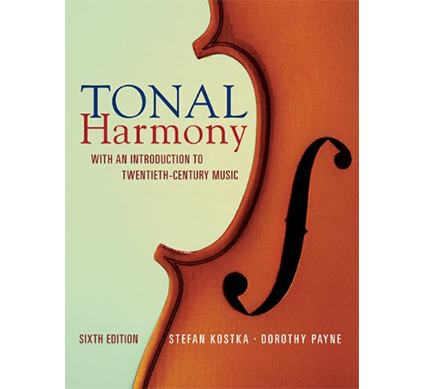 TONAL
Harmony
WITH AN INTRODUCTION TO
TWENTIETH-CENTURY MUSIC
SIXTH EDITION
STEFAN KOSTKA · DOROTHY PAYNE